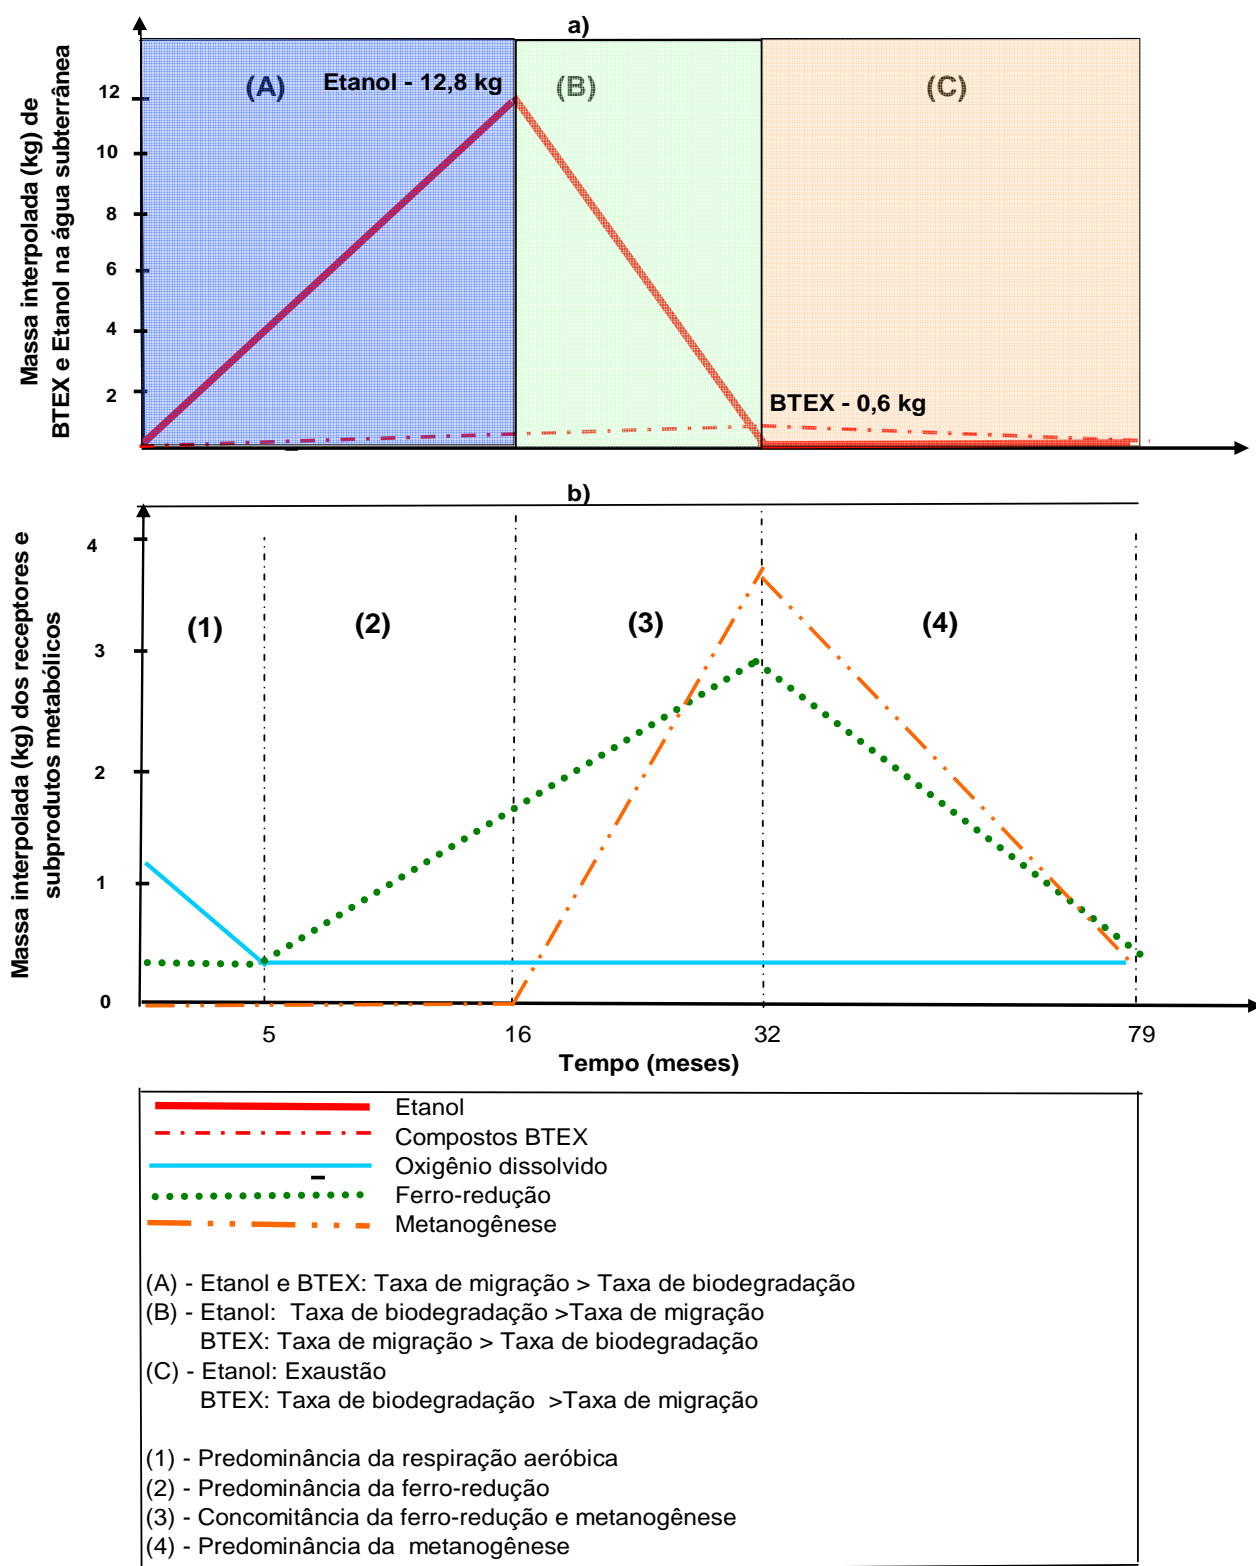 a)
Massa interpolada (kg) de
BTEX e Etanol na água subterrânea
(A)
Etanol - 12,8 kg
(B)
(C)
12
10
8
6
4
2
BTEX - 0,6 kg
b)
Massa interpolada (kg) dos receptores e
subprodutos metabólicos
4
3
2
1
0
(1)
(2)
(3)
(4)
5
16
32
79
Tempo (meses)
Etanol
Compostos BTEX
Oxigênio dissolvido
Ferro-redução
Metanogênese
(A) - Etanol e BTEX: Taxa de migração > Taxa de biodegradação
(B) - Etanol: Taxa de biodegradação >Taxa de migração
BTEX: Taxa de migração > Taxa de biodegradação
(C) - Etanol: Exaustão
BTEX: Taxa de biodegradação >Taxa de migração
(1) - Predominância da respiração aeróbica
(2) - Predominância da ferro-redução
(3) - Concomitância da ferro-redução e metanogênese
(4) - Predominância da metanogênese